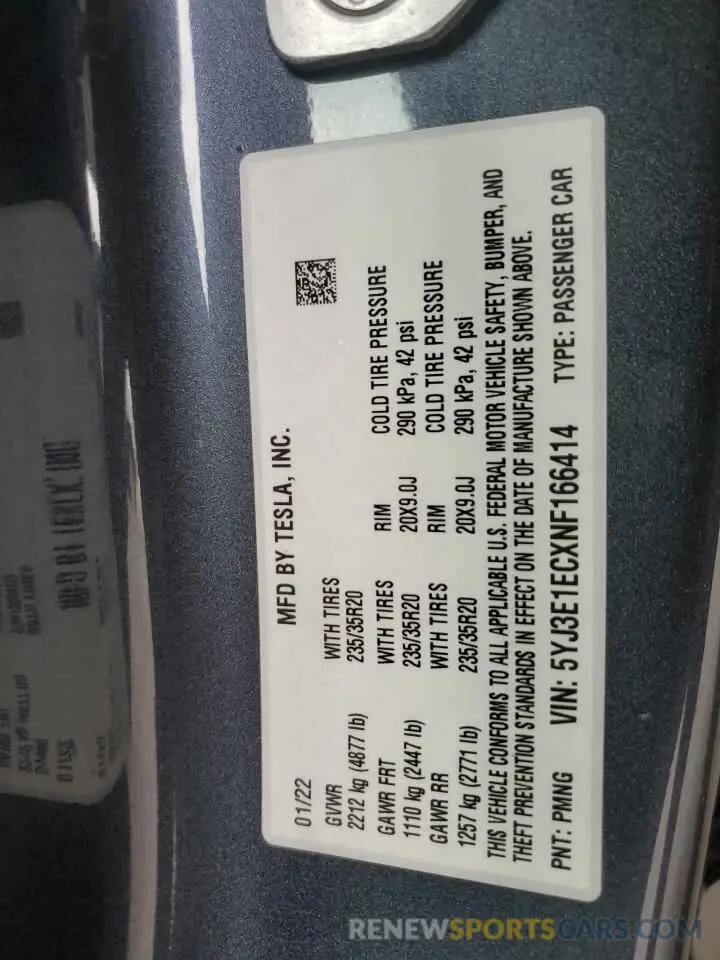 MFD BY TESLA, INC.
01/22
GVWR WITH TIRES
2212 kg (4877 lb) 235/35R20
GAWR FRT WITH TIRES RIM COLD TIRE PRESSURE
1110 kg (2447 lb) 235/35R20 20X9.0J 290 kPa, 42 psi
GAWR RR WITH TIRES RIM COLD TIRE PRESSURE
1257 kg (2771 lb) 235/35R20 20X9.0J 290 kPa, 42 psi
THIS VEHICLE CONFORMS TO ALL APPLICABLE U.S. FEDERAL MOTOR VEHICLE SAFETY, BUMPER, AND
THEFT PREVENTION STANDARDS IN EFFECT ON THE DATE OF MANUFACTURE SHOWN ABOVE.
PNT: PMNG VIN: 5YJ3E1ECXNF166414 TYPE: PASSENGER CAR
RENEWSPORTSCARS.COM